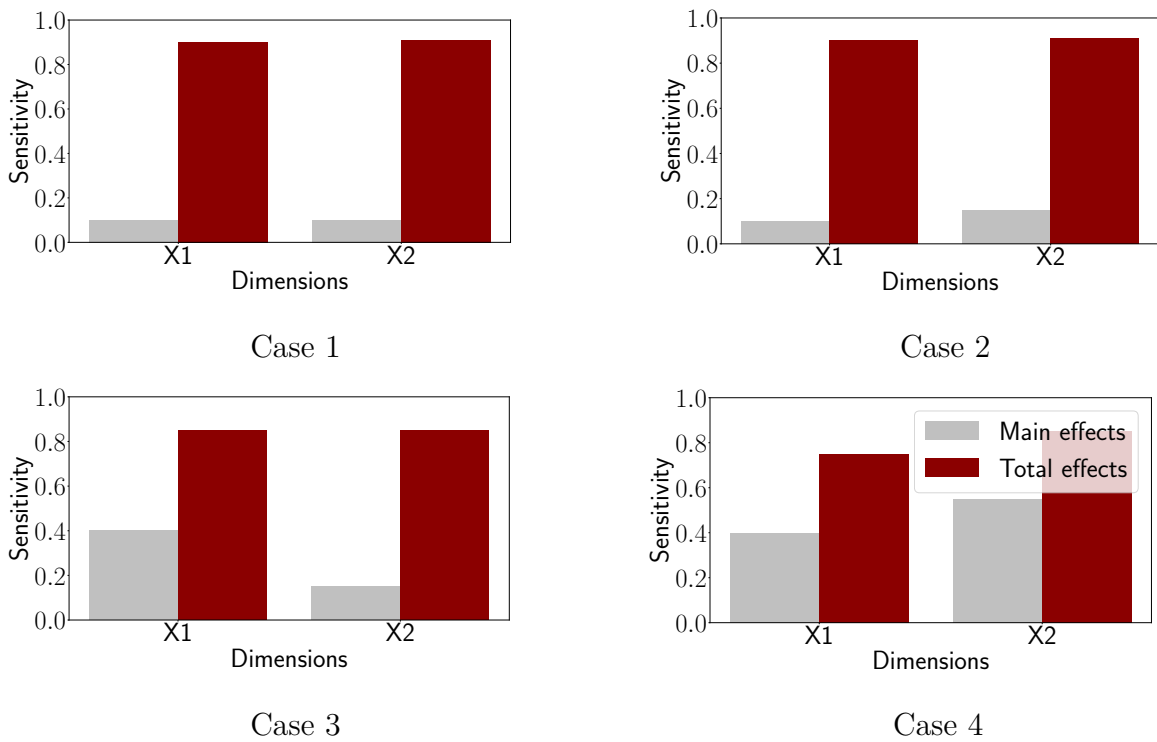 1.0
0.8
0.6
0.4
0.2
0.0
Sensitivity
X1 X2
Dimensions
Case 1
1.0
0.8
0.6
0.4
0.2
0.0
Sensitivity
X1 X2
Dimensions
Case 2
1.0
0.8
0.6
0.4
0.2
0.0
Sensitivity
X1 X2
Dimensions
Case 3
1.0
0.8
0.6
0.4
0.2
0.0
Sensitivity
Main effects
Total effects
X1 X2
Dimensions
Case 4